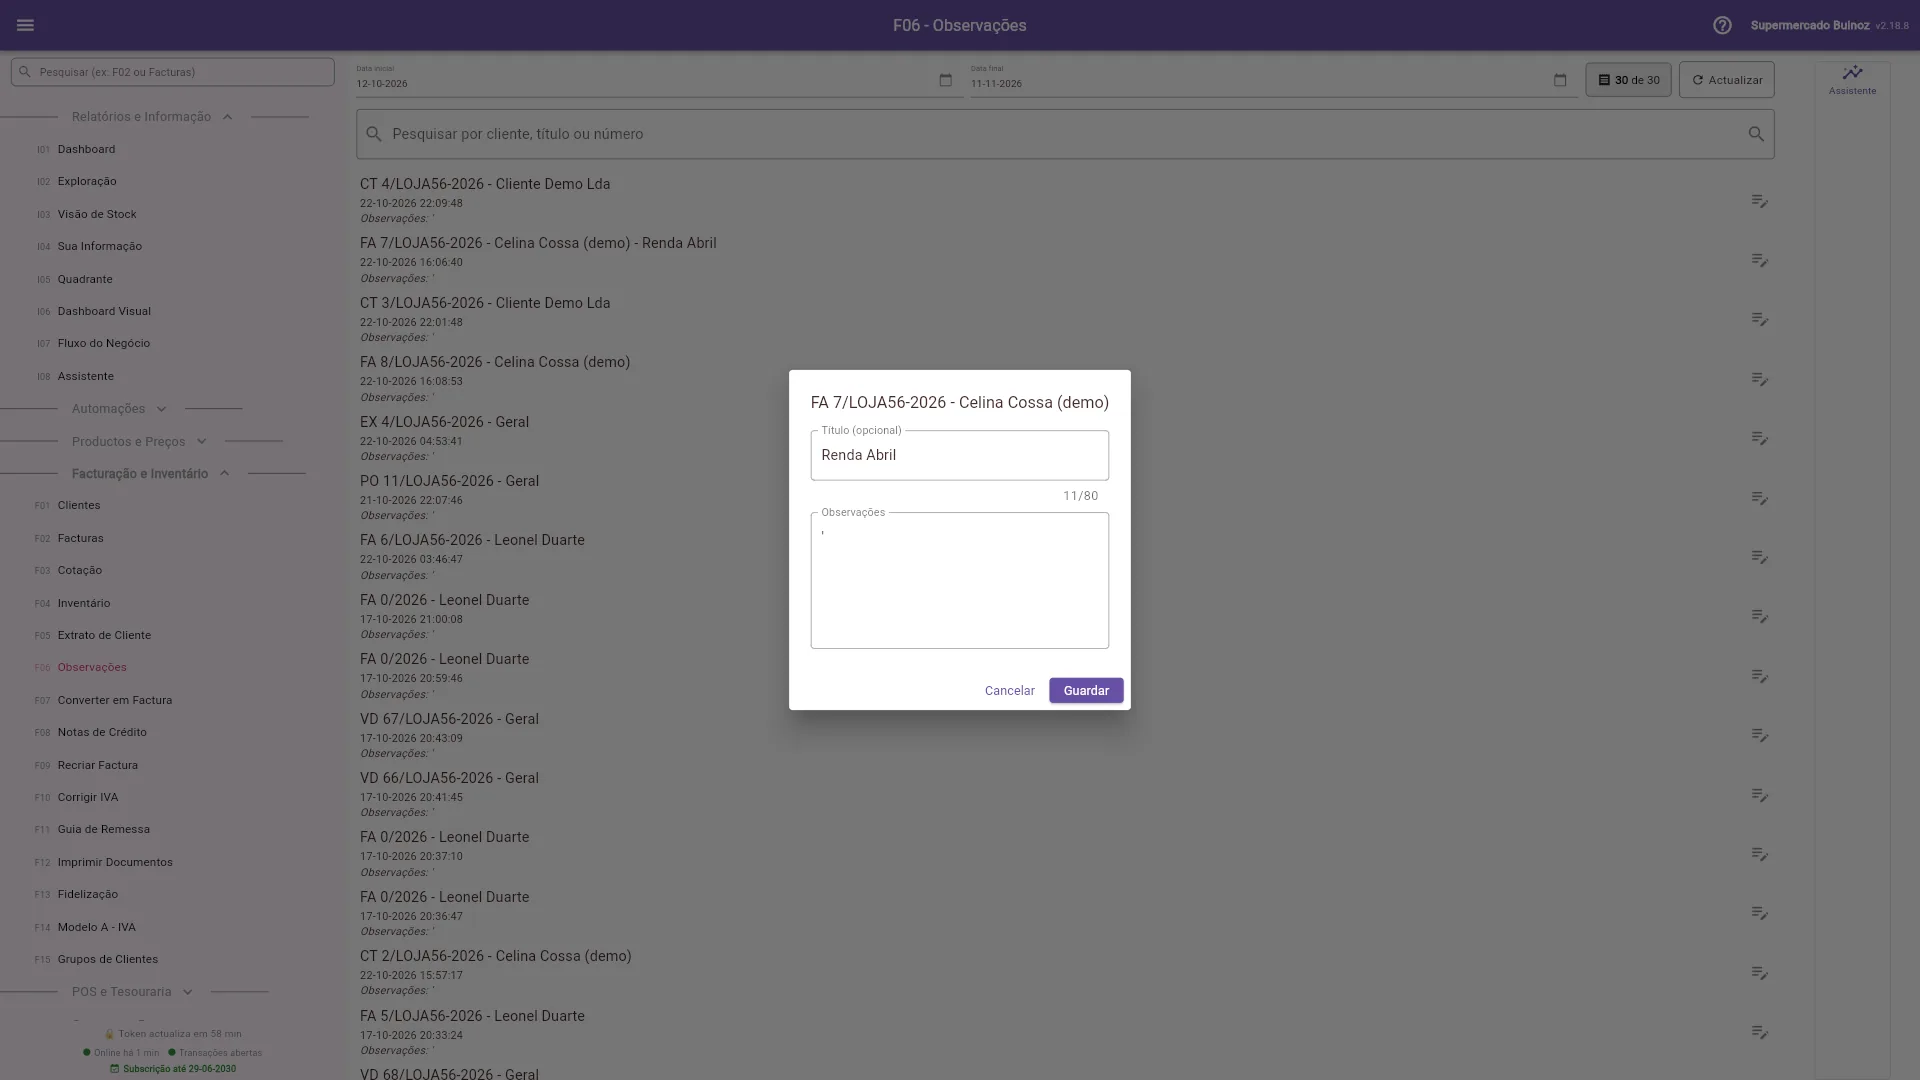 F06 - Observações
Supermercado Bulnoz v2.18.8
Pesquisar (ex: F02 ou Facturas)
Relatórios e Informação
I01 Dashboard
I02 Exploração
I03 Visão de Stock
I04 Sua Informação
I05 Quadrante
I06 Dashboard Visual
I07 Fluxo do Negócio
I08 Assistente
Automações
Productos e Preços
Facturação e Inventário
F01 Clientes
F02 Facturas
F03 Cotação
F04 Inventário
F05 Extrato de Cliente
F06 Observações
F07 Converter em Factura
F08 Notas de Crédito
F09 Recriar Factura
F10 Corrigir IVA
F11 Guia de Remessa
F12 Imprimir Documentos
F13 Fidelização
F14 Modelo A - IVA
F15 Grupos de Clientes
POS e Tesouraria
Token actualiza em 58 min
Online há 1 min Transações abertas
Subscrição até 29-06-2030
Data inicial
12-10-2026
Data final
11-11-2026
30 de 30
Actualizar
Assistente
Pesquisar por cliente, título ou número
CT 4/LOJA56-2026 - Cliente Demo Lda
22-10-2026 22:09:48
Observações: '
FA 7/LOJA56-2026 - Celina Cossa (demo) - Renda Abril
22-10-2026 16:06:40
Observações: '
CT 3/LOJA56-2026 - Cliente Demo Lda
22-10-2026 22:01:48
Observações: '
FA 8/LOJA56-2026 - Celina Cossa (demo)
22-10-2026 16:08:53
Observações: '
EX 4/LOJA56-2026 - Geral
22-10-2026 04:53:41
Observações: '
PO 11/LOJA56-2026 - Geral
21-10-2026 22:07:46
Observações: '
FA 6/LOJA56-2026 - Leonel Duarte
22-10-2026 03:46:47
Observações: '
FA 0/2026 - Leonel Duarte
17-10-2026 21:00:08
Observações: '
FA 0/2026 - Leonel Duarte
17-10-2026 20:59:46
Observações: '
VD 67/LOJA56-2026 - Geral
17-10-2026 20:43:09
Observações: '
VD 66/LOJA56-2026 - Geral
17-10-2026 20:41:45
Observações: '
FA 0/2026 - Leonel Duarte
17-10-2026 20:37:10
Observações: '
FA 0/2026 - Leonel Duarte
17-10-2026 20:36:47
Observações: '
CT 2/LOJA56-2026 - Celina Cossa (demo)
22-10-2026 15:57:17
Observações: '
FA 5/LOJA56-2026 - Leonel Duarte
17-10-2026 20:33:24
Observações: '
VD 68/LOJA56-2026 - Geral
FA 7/LOJA56-2026 - Celina Cossa (demo)
Título (opcional)
Renda Abril
11/80
Observações
'
Cancelar
Guardar